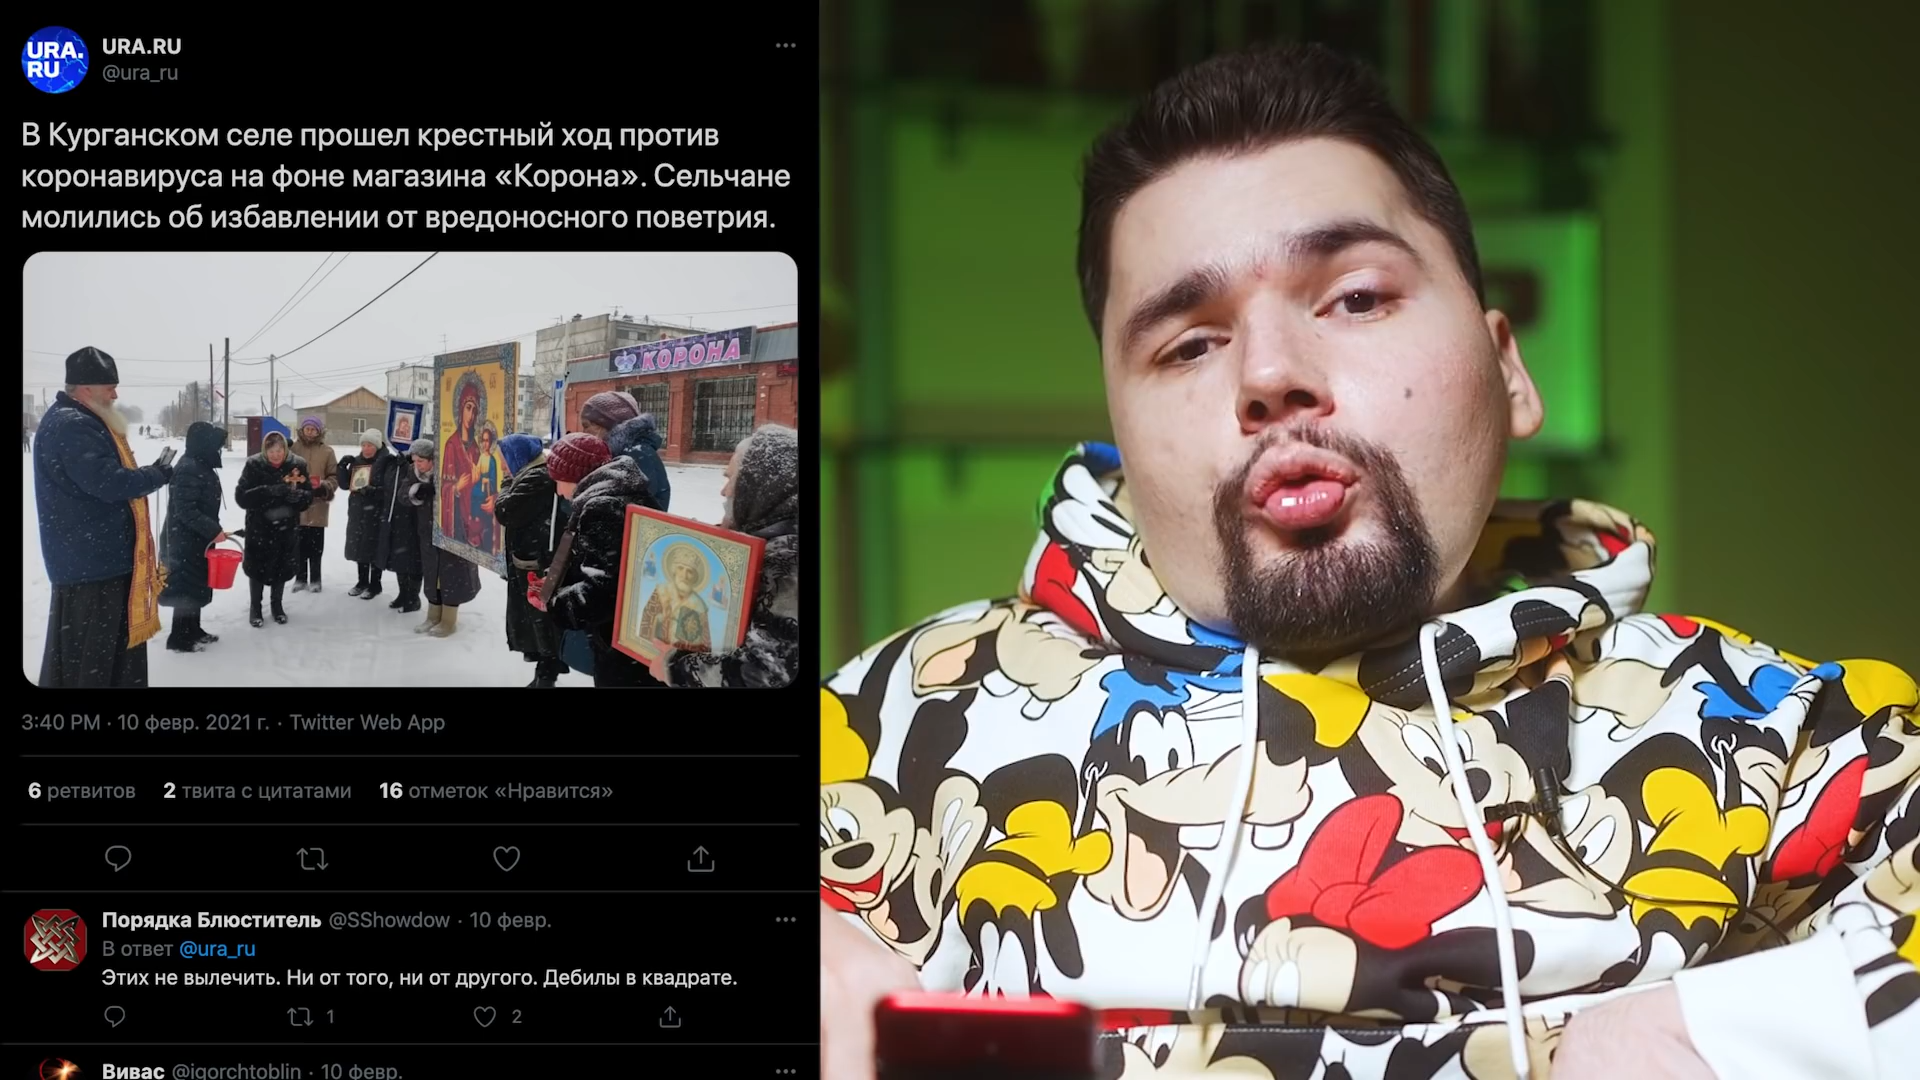 URA.
RU
URA.RU
@ura_ru
В Курганском селе прошел крестный ход против
коронавируса на фоне магазина «Корона». Сельчане
молились об избавлении от вредоносного поветрия.
КОРОНА
3:40 PM · 10 февр. 2021 г. · Twitter Web App
6 ретвитов 2 твита с цитатами 16 отметок «Нравится»
Порядка Блюститель @SShowdow · 10 февр.
В ответ @ura_ru
Этих не вылечить. Ни от того, ни от другого. Дебилы в квадрате.
1 2
Вивас @igorchtoblin · 10 февр.